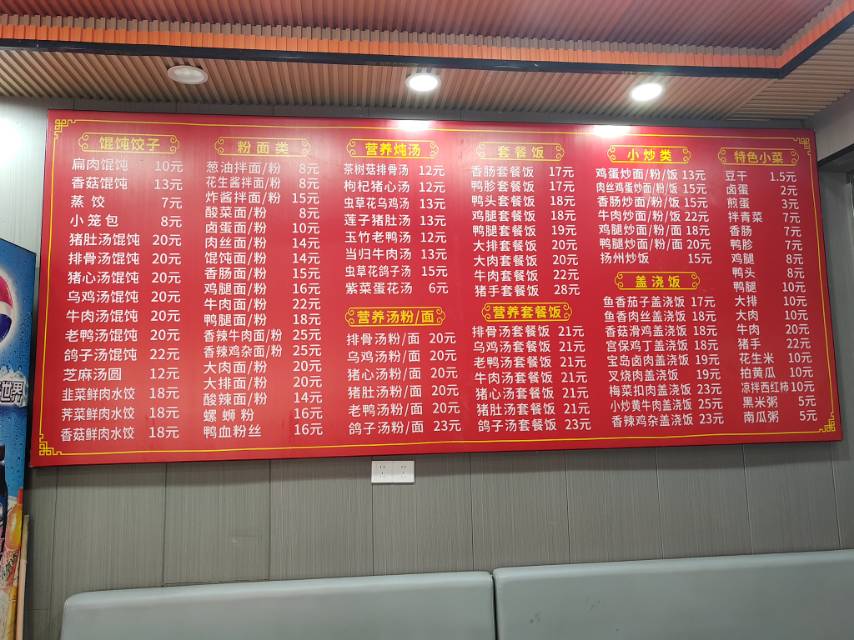 馄饨饺子
扁肉馄饨 10元
香菇馄饨 13元
蒸饺 7元
小笼包 8元
猪肚汤馄饨 20元
排骨汤馄饨 20元
猪心汤馄饨 20元
乌鸡汤馄饨 20元
牛肉汤馄饨 20元
老鸭汤馄饨 20元
鸽子汤馄饨 22元
芝麻汤圆 12元
韭菜鲜肉水饺 18元
荠菜鲜肉水饺 18元
香菇鲜肉水饺 18元
粉面类
葱油拌面/粉 8元
花生酱拌面/粉 8元
炸酱拌面/粉 15元
酸菜面/粉 8元
卤蛋面/粉 10元
肉丝面/粉 14元
馄饨面/粉 14元
香肠面/粉 15元
鸡腿面/粉 16元
牛肉面/粉 22元
鸭腿面/粉 18元
香辣牛肉面/粉 25元
香辣鸡杂面/粉 25元
大肉面/粉 20元
大排面/粉 20元
酸辣面/粉 14元
螺蛳粉 16元
鸭血粉丝 16元
营养炖汤
茶树菇排骨汤 12元
枸杞猪心汤 12元
虫草花乌鸡汤 13元
莲子猪肚汤 13元
玉竹老鸭汤 12元
当归牛肉汤 13元
虫草花鸽子汤 15元
紫菜蛋花汤 6元
营养汤粉/面
排骨汤粉/面 20元
乌鸡汤粉/面 20元
猪心汤粉/面 20元
猪肚汤粉/面 20元
老鸭汤粉/面 20元
鸽子汤粉/面 23元
套餐饭
香肠套餐饭 17元
鸭胗套餐饭 17元
鸭头套餐饭 18元
鸡腿套餐饭 18元
鸭腿套餐饭 19元
大排套餐饭 20元
大肉套餐饭 20元
牛肉套餐饭 22元
猪手套餐饭 28元
营养套餐饭
排骨汤套餐饭 21元
乌鸡汤套餐饭 21元
老鸭汤套餐饭 21元
牛肉汤套餐饭 21元
猪心汤套餐饭 21元
猪肚汤套餐饭 21元
鸽子汤套餐饭 23元
小炒类
鸡蛋炒面/粉/饭 13元
肉丝鸡蛋炒面/粉/饭 15元
香肠炒面/粉/饭 15元
牛肉炒面/粉/饭 22元
鸡腿炒面/粉/面 18元
鸭腿炒面/粉/面 20元
扬州炒饭 15元
盖浇饭
鱼香茄子盖浇饭 17元
鱼香肉丝盖浇饭 18元
香菇滑鸡盖浇饭 18元
宫保鸡丁盖浇饭 18元
宝岛卤肉盖浇饭 19元
叉烧肉盖浇饭 19元
梅菜扣肉盖浇饭 23元
小炒黄牛肉盖浇饭 25元
香辣鸡杂盖浇饭 23元
特色小菜
豆干 1.5元
卤蛋 2元
煎蛋 3元
拌青菜 7元
香肠 7元
鸭胗 7元
鸡腿 8元
鸭头 8元
鸭腿 10元
大排 10元
大肉 10元
牛肉 20元
猪手 22元
花生米 10元
拍黄瓜 10元
凉拌西红柿 10元
黑米粥 5元
南瓜粥 5元
世界